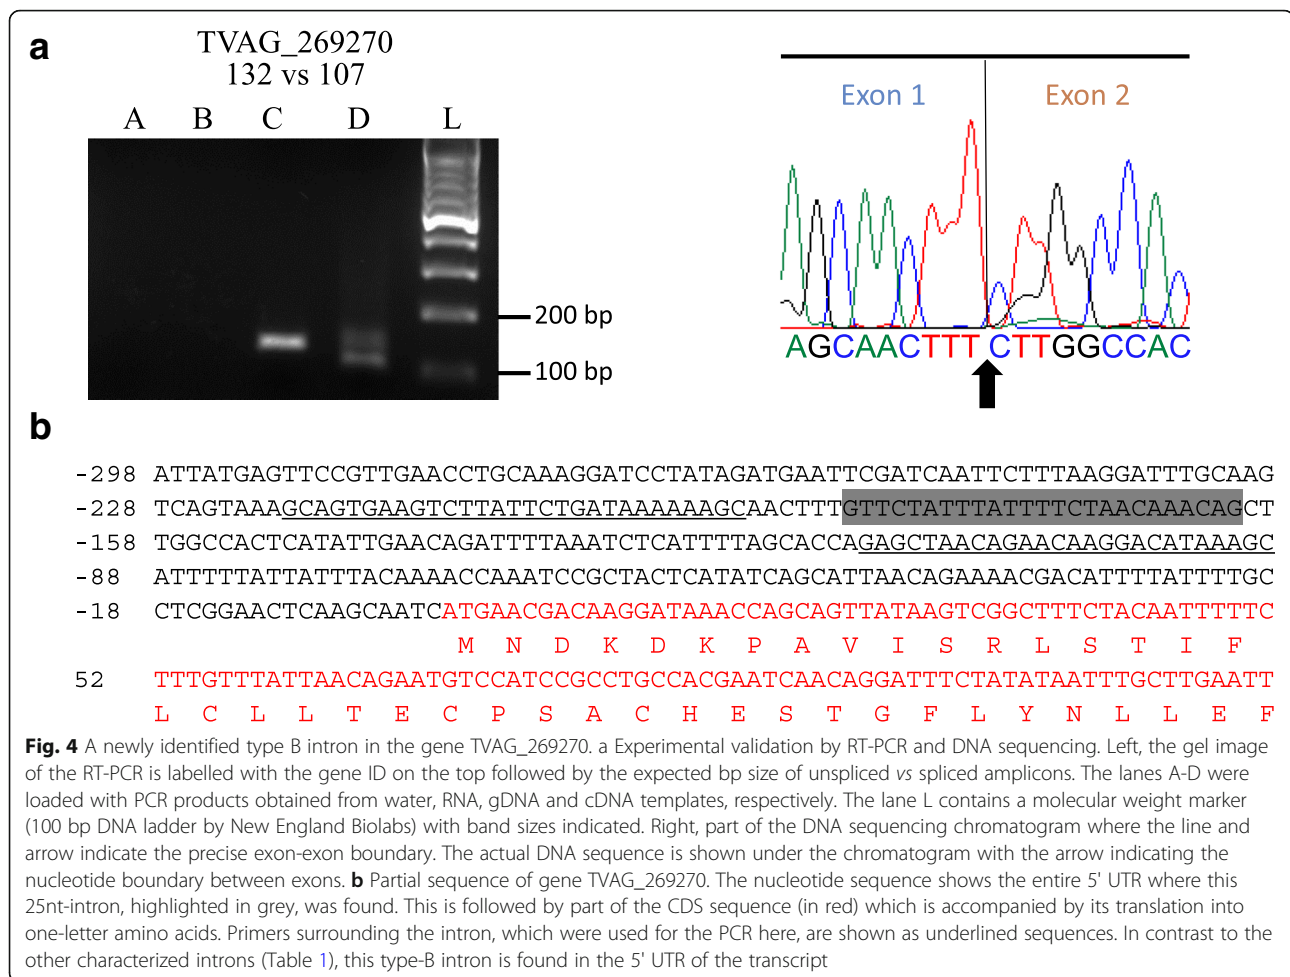 a
TVAG_269270
132 vs 107
A B C D L
200 bp
100 bp
Exon 1 Exon 2
AGCAACTTTCTTGGCCAC
b
-298 ATTATGAGTTCCGTTGAACCTGCAAAGGATCCTATAGATGAATTCGATCAATTCTTTAAGGATTTGCAAG
-228 TCAGTAAAGCAGTGAAGTCTTATTCTGATAAAAAAGCAACTTTGTTCTATTTATTTTCTAACAAACAGCT
-158 TGGCCACTCATATTGAACAGATTTTAAATCTCATTTTAGCACCAGAGCTAACAGAACAAGGACATAAAGC
-88 ATTTTTATTATTTACAAAACCAAATCCGCTACTCATATCAGCATTAACAGAAAACGACATTTTATTTTGC
-18 CTCGGAACTCAAGCAATCATGAACGACAAGGATAAACCAGCAGTTATAAGTCGGCTTTCTACAATTTTTC
M N D K D K P A V I S R L S T I F
52 TTTGTTTATTAACAGAATGTCCATCCGCCTGCCACGAATCAACAGGATTTCTATATAATTTGCTTGAATT
L C L L T E C P S A C H E S T G F L Y N L L E F
Fig. 4 A newly identified type B intron in the gene TVAG_269270. a Experimental validation by RT-PCR and DNA sequencing. Left, the gel image
of the RT-PCR is labelled with the gene ID on the top followed by the expected bp size of unspliced vs spliced amplicons. The lanes A-D were
loaded with PCR products obtained from water, RNA, gDNA and cDNA templates, respectively. The lane L contains a molecular weight marker
(100 bp DNA ladder by New England Biolabs) with band sizes indicated. Right, part of the DNA sequencing chromatogram where the line and
arrow indicate the precise exon-exon boundary. The actual DNA sequence is shown under the chromatogram with the arrow indicating the
nucleotide boundary between exons. b Partial sequence of gene TVAG_269270. The nucleotide sequence shows the entire 5' UTR where this
25nt-intron, highlighted in grey, was found. This is followed by part of the CDS sequence (in red) which is accompanied by its translation into
one-letter amino acids. Primers surrounding the intron, which were used for the PCR here, are shown as underlined sequences. In contrast to the
other characterized introns (Table 1), this type-B intron is found in the 5' UTR of the transcript